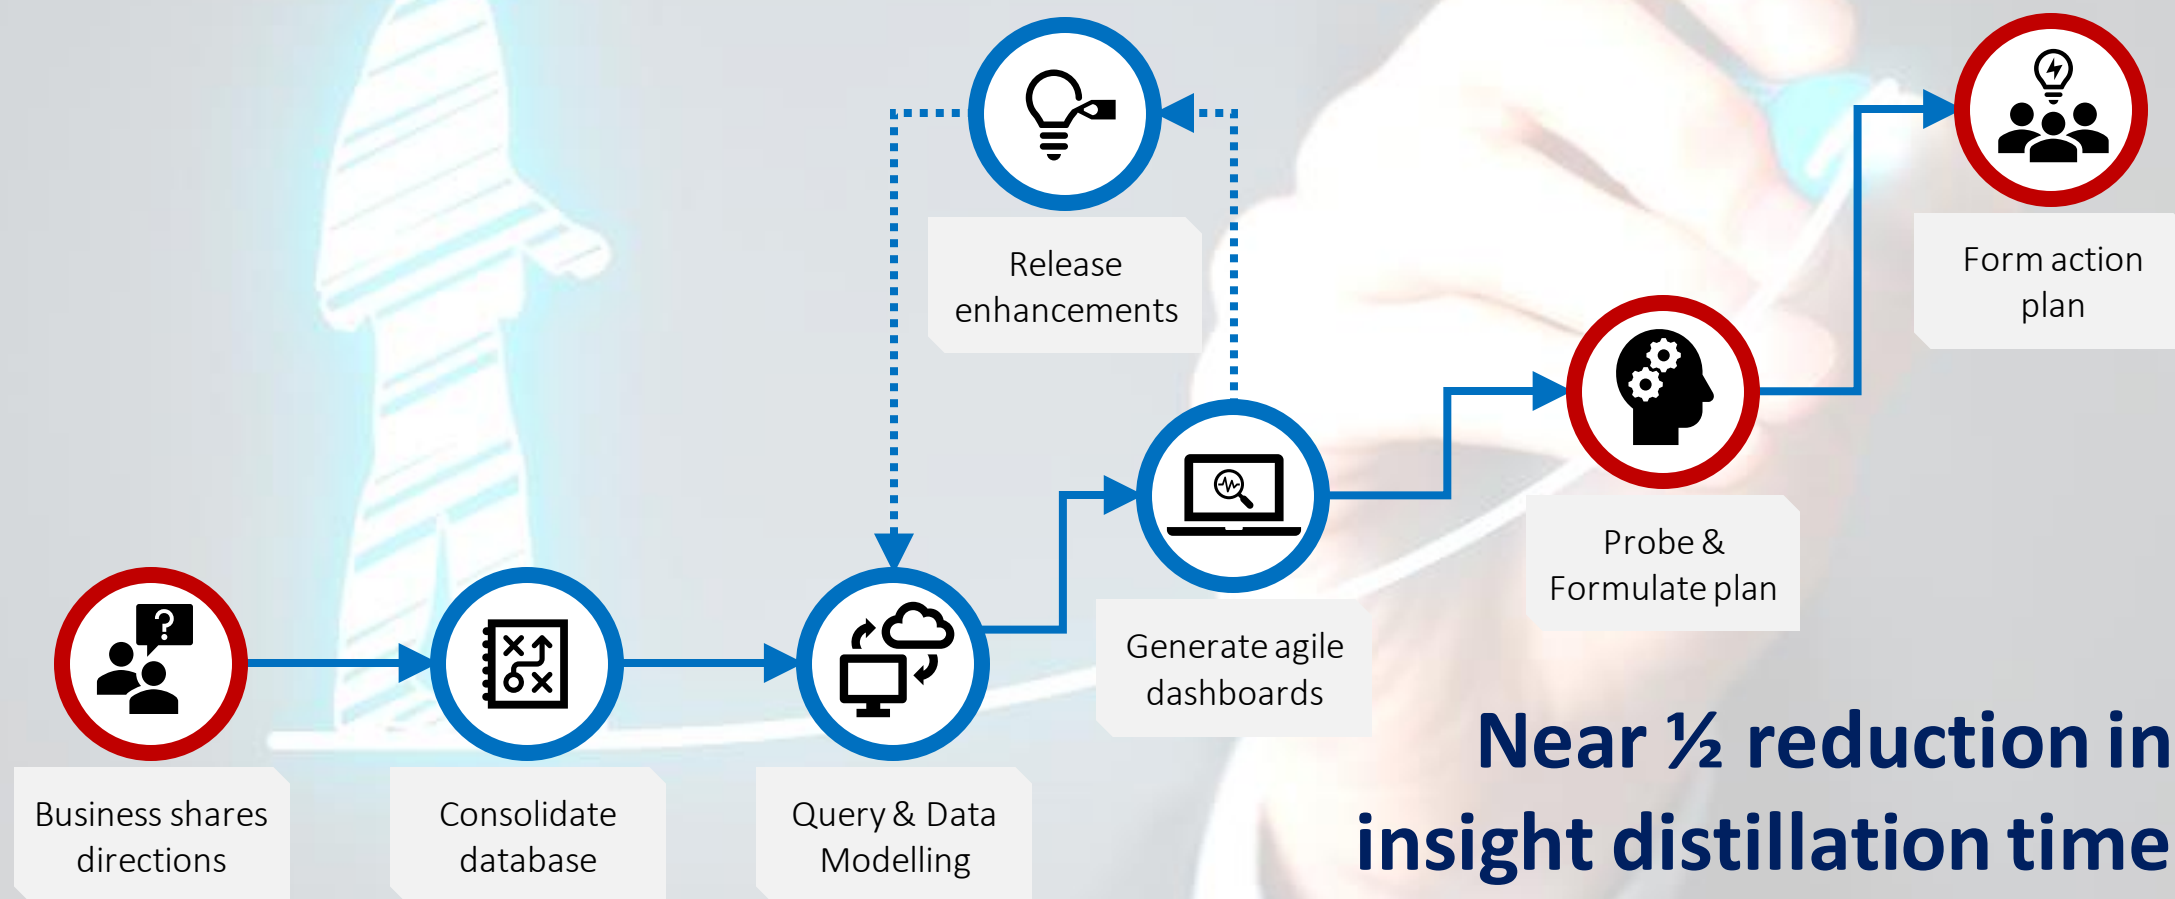 Release
enhancements
Form action
plan
Probe &
Formulate plan
Generate agile
dashboards
?
Business shares
directions
Consolidate
database
Query & Data
Modelling
Near ½ reduction in
insight distillation time